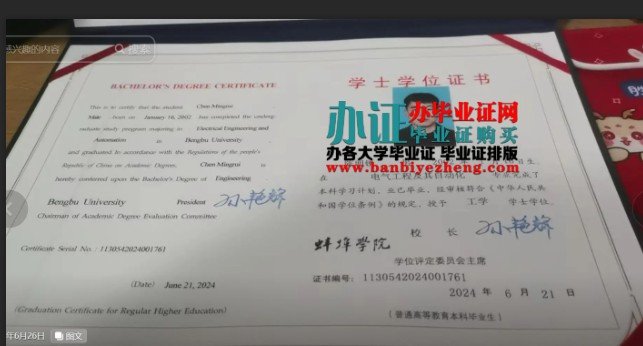 感兴趣的内容
搜索
BACHELOR'S DEGREE CERTIFICATE
This is to certify that the student Chen Mingrui
Male born on January 16, 2002 has completed the under
graduate study program majoring in Electrical Engineering and
Automation in Bengbu University
and graduated. In accordance with the Regulations of the people's
Republic of China on Academic Degrees, Chen Mingrui is
hereby conferred upon the Bachelor's Degree of Engineering
Bengbu University President 孙艳辉
Chairman of Academic Degree Evaluation Committee
Certificate Serial No.: 1130542024001761
(Date) June 21, 2024
(Graduation Certificate for Regular Higher Education)
学士学位证书
办证 办毕业证网
毕业证购买
办各大学毕业证 毕业证排版
www.banbiyezheng.com
电气工程及其自动化 专业完成了
本科学习计划，业已毕业，经审核符合《中华人民共
和国学位条例》的规定，授予 工学 学士学位。
蚌埠学院 校长 孙艳辉
学位评定委员会主席
证书编号：1130542024001761
2024 年 6 月 21 日
（普通高等教育本科毕业生）
年6月26日
图文